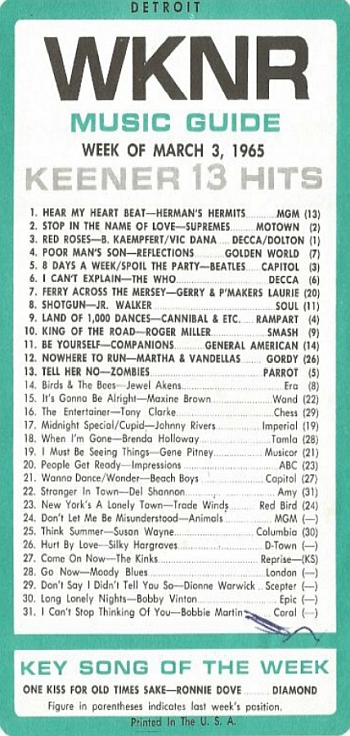 DETROIT
WKNR
MUSIC GUIDE
WEEK OF MARCH 3, 1965
KEENER 13 HITS
1. HEAR MY HEART BEAT—HERMAN'S HERMITS MGM (13)
2. STOP IN THE NAME OF LOVE—SUPREMES MOTOWN (2)
3. RED ROSES—B. KAEMPFERT/VIC DANA DECCA/DOLTON (1)
4. POOR MAN'S SON—REFLECTIONS GOLDEN WORLD (7)
5. 8 DAYS A WEEK/SPOIL THE PARTY—BEATLES CAPITOL (3)
6. I CAN'T EXPLAIN—THE WHO DECCA (6)
7. FERRY ACROSS THE MERSEY—GERRY & P'MAKERS LAURIE (20)
8. SHOTGUN—JR. WALKER SOUL (11)
9. LAND OF 1,000 DANCES—CANNIBAL & ETC. RAMPART (4)
10. KING OF THE ROAD—ROGER MILLER SMASH (9)
11. BE YOURSELF—COMPANIONS GENERAL AMERICAN (14)
12. NOWHERE TO RUN—MARTHA & VANDELLAS GORDY (26)
13. TELL HER NO—ZOMBIES PARROT (5)
14. Birds & The Bees—Jewel Akens Era (8)
15. It's Gonna Be Alright—Maxine Brown Wand (22)
16. The Entertainer—Tony Clarke Chess (29)
17. Midnight Special/Cupid—Johnny Rivers Imperial (19)
18. When I'm Gone—Brenda Holloway Tamla (28)
19. I Must Be Seeing Things—Gene Pitney Musicor (21)
20. People Get Ready—Impressions ABC (23)
21. Wanna Dance/Wonder—Beach Boys Capitol (27)
22. Stranger In Town—Del Shannon Amy (31)
23. New York's A Lonely Town—Trade Winds Red Bird (24)
24. Don't Let Me Be Misunderstood—Animals MGM (—)
25. Think Summer—Susan Wayne Columbia (30)
26. Hurt By Love—Silky Hargraves D-Town (—)
27. Come On Now—The Kinks Reprise—(KS)
28. Go Now—Moody Blues London (—)
29. Don't Say I Didn't Tell You So—Dionne Warwick Scepter (—)
30. Long Lonely Nights—Bobby Vinton Epic (—)
31. I Can't Stop Thinking Of You—Bobbie Martin Coral (—)
KEY SONG OF THE WEEK
ONE KISS FOR OLD TIMES SAKE—RONNIE DOVE DIAMOND
Figure in parentheses indicates last week's position.
Printed In The U. S. A.